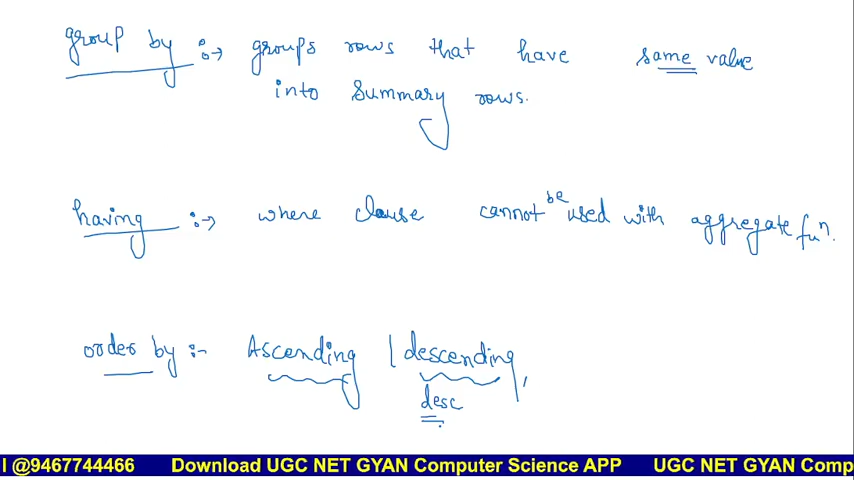 group by :→ groups rows that have same value
into summary rows.
having :→ where clause cannot be used with aggregate fun.
order by :- Ascending | descending,
desc
l @9467744466 Download UGC NET GYAN Computer Science APP UGC NET GYAN Comp